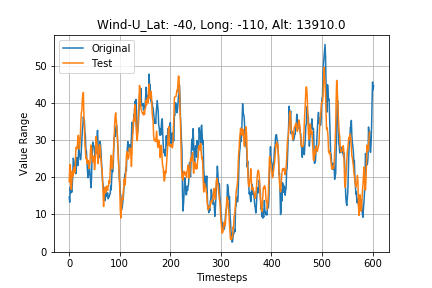 Wind-U_Lat: -40, Long: -110, Alt: 13910.0
Original
Test
Value Range
50
40
30
20
10
0
0 100 200 300 400 500 600
Timesteps